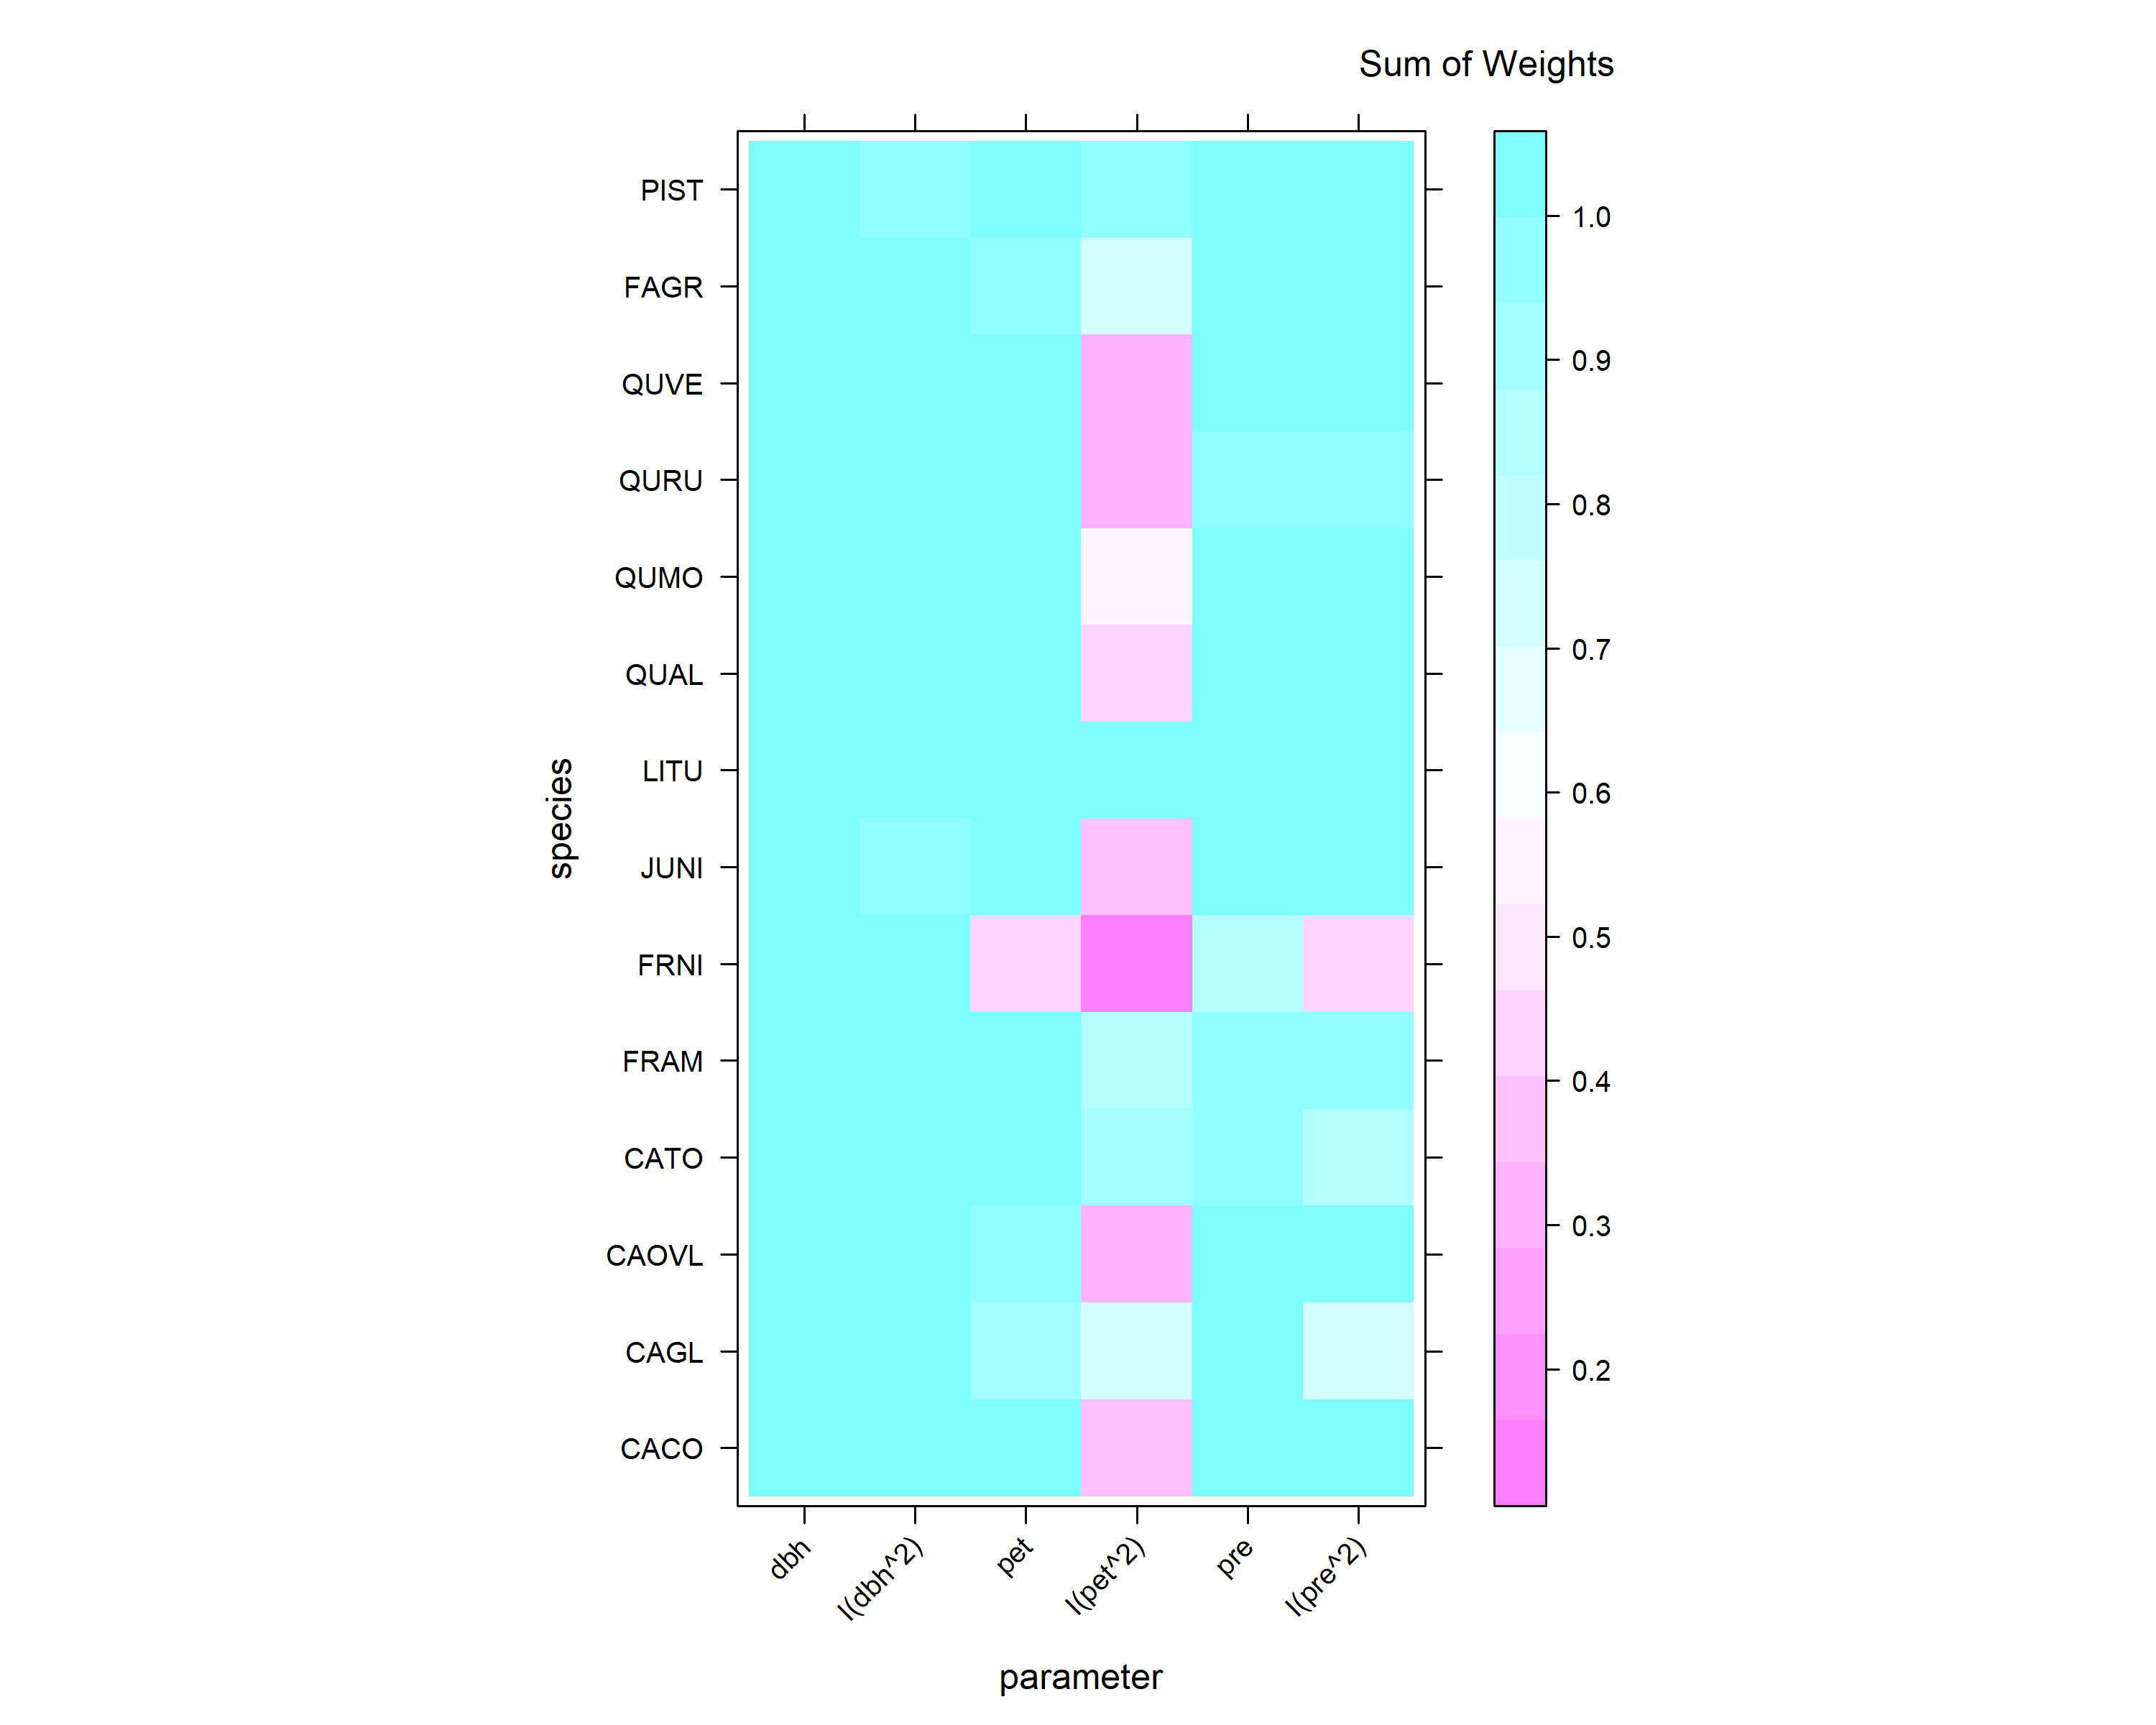 Sum of Weights
PIST
FAGR
QUVE
QURU
QUMO
QUAL
LITU
JUNI
FRNI
FRAM
CATO
CAOVL
CAGL
CACO
species
dbh
I(dbh^2)
pet
I(pet^2)
pre
I(pre^2)
parameter
1.0
0.9
0.8
0.7
0.6
0.5
0.4
0.3
0.2